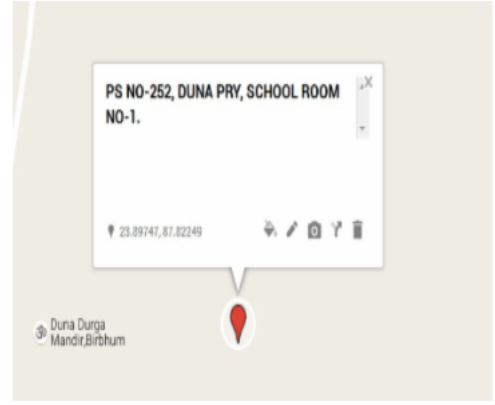 PS NO-252, DUNA PRY, SCHOOL ROOM
NO-1.
23.89747, 87.82249
Duna Durga
Mandir,Birbhum